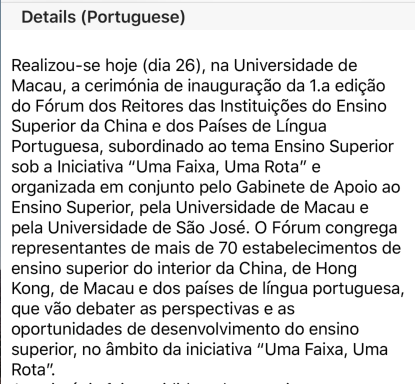 Details (Portuguese)
Realizou-se hoje (dia 26), na Universidade de
Macau, a cerimónia de inauguração da 1.a edição
do Fórum dos Reitores das Instituições do Ensino
Superior da China e dos Países de Língua
Portuguesa, subordinado ao tema Ensino Superior
sob a Iniciativa “Uma Faixa, Uma Rota” e
organizada em conjunto pelo Gabinete de Apoio ao
Ensino Superior, pela Universidade de Macau e
pela Universidade de São José. O Fórum congrega
representantes de mais de 70 estabelecimentos de
ensino superior do interior da China, de Hong
Kong, de Macau e dos países de língua portuguesa,
que vão debater as perspectivas e as
oportunidades de desenvolvimento do ensino
superior, no âmbito da iniciativa “Uma Faixa, Uma
Rota”.